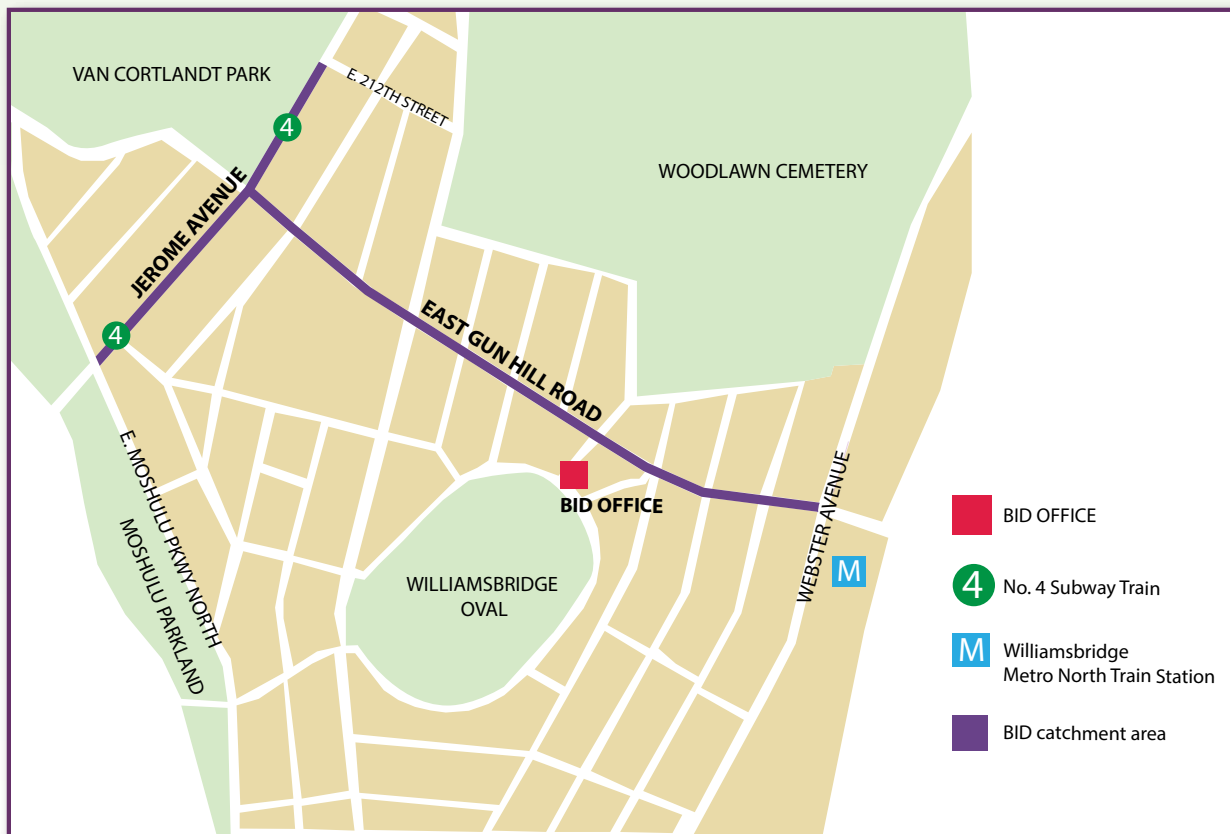 VAN CORTLANDT PARK
E. 212TH STREET
4
WOODLAWN CEMETERY
JEROME AVENUE
4
EAST GUN HILL ROAD
E. MOSHULU PKWY NORTH
MOSHULU PARKLAND
BID OFFICE
WILLIAMSBRIDGE
OVAL
WEBSTER AVENUE
M
BID OFFICE
4 No. 4 Subway Train
M Williamsbridge
Metro North Train Station
BID catchment area